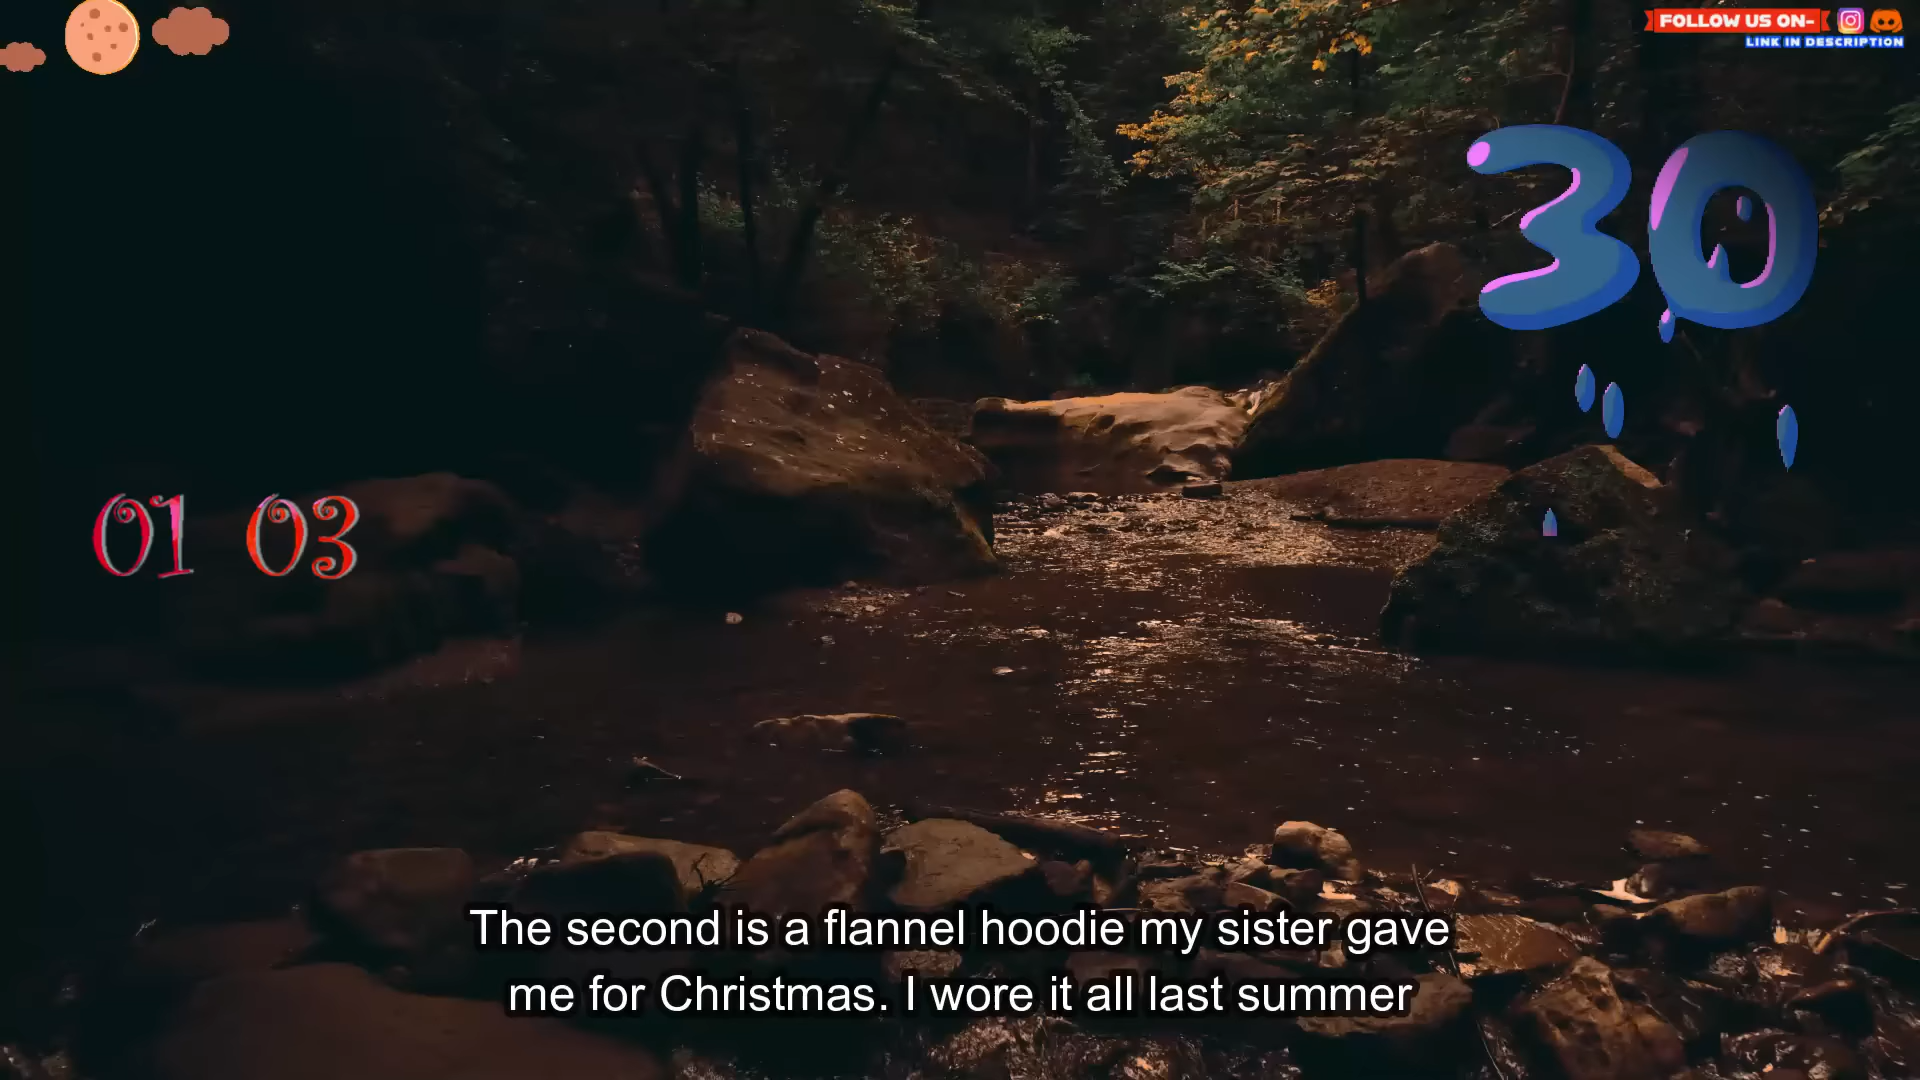 FOLLOW US ON-
LINK IN DESCRIPTION
30
01 03
The second is a flannel hoodie my sister gave
me for Christmas. I wore it all last summer